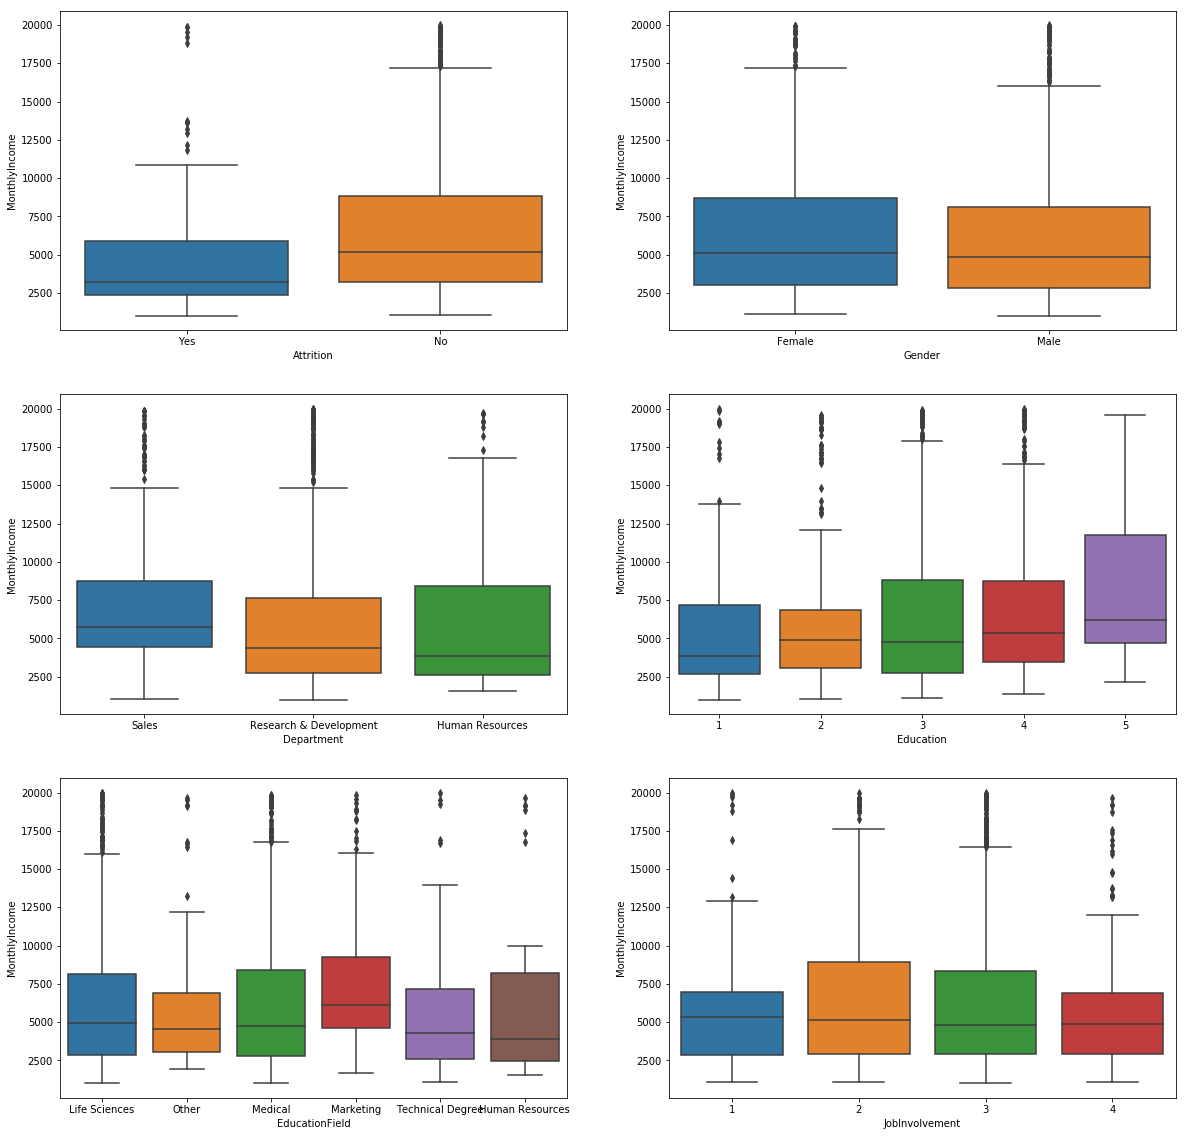 20000
17500
15000
12500
10000
7500
5000
2500
MonthlyIncome
Yes No
Attrition
20000
17500
15000
12500
10000
7500
5000
2500
MonthlyIncome
Female Male
Gender
20000
17500
15000
12500
10000
7500
5000
2500
MonthlyIncome
Sales Research & Development Human Resources
Department
20000
17500
15000
12500
10000
7500
5000
2500
MonthlyIncome
1 2 3 4 5
Education
20000
17500
15000
12500
10000
7500
5000
2500
MonthlyIncome
Life Sciences Other Medical Marketing Technical Degree Human Resources
EducationField
20000
17500
15000
12500
10000
7500
5000
2500
MonthlyIncome
1 2 3 4
JobInvolvement